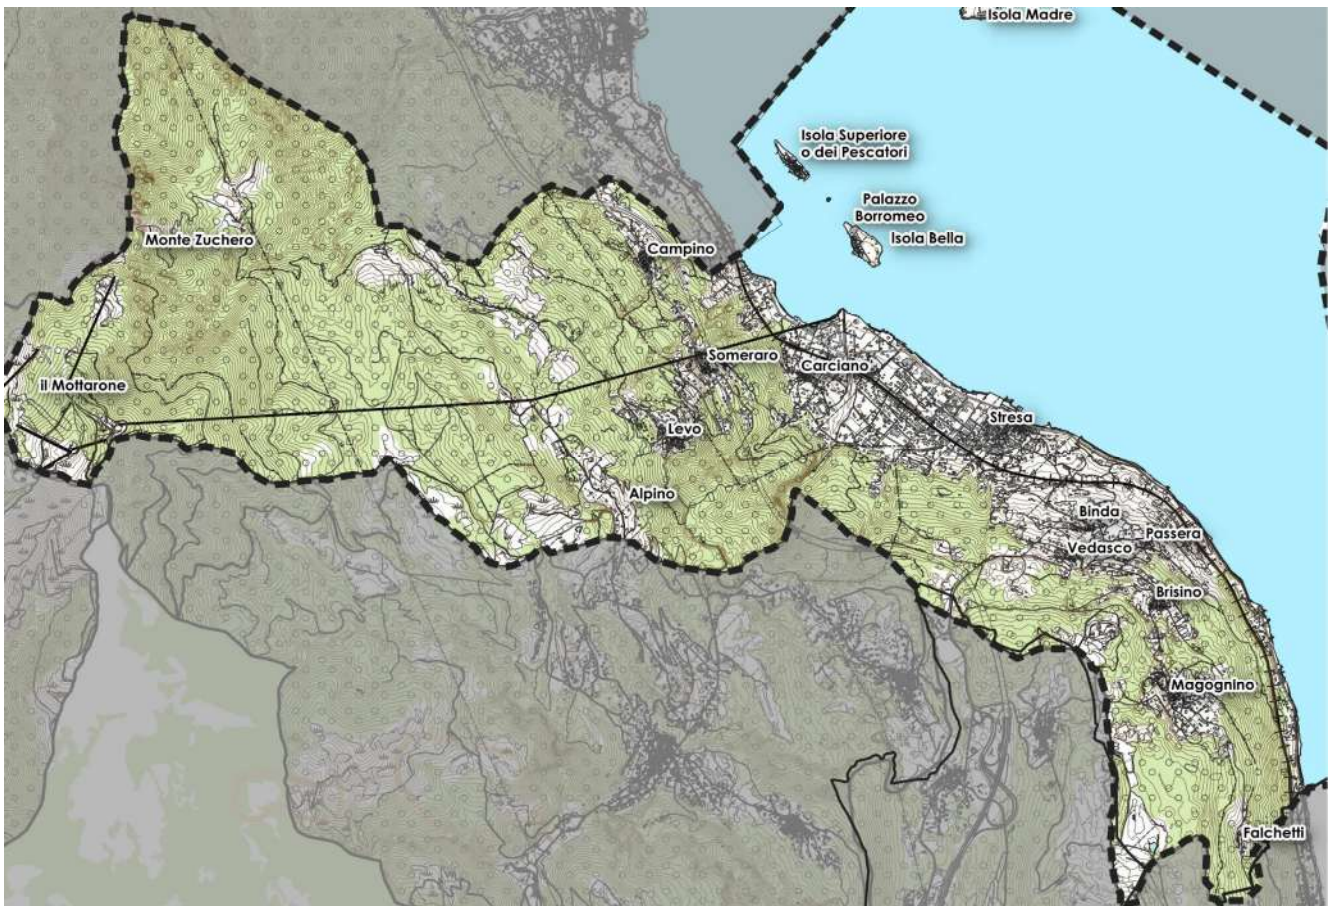 Isola Madre
Isola Superiore
o dei Pescatori
Palazzo
Borromeo
Isola Bella
Monte Zuchero
Campino
Someraro
Carciano
il Mottarone
Stresa
Levo
Alpino
Binda
Passera
Vedasco
Brisino
Magognino
Falchetti